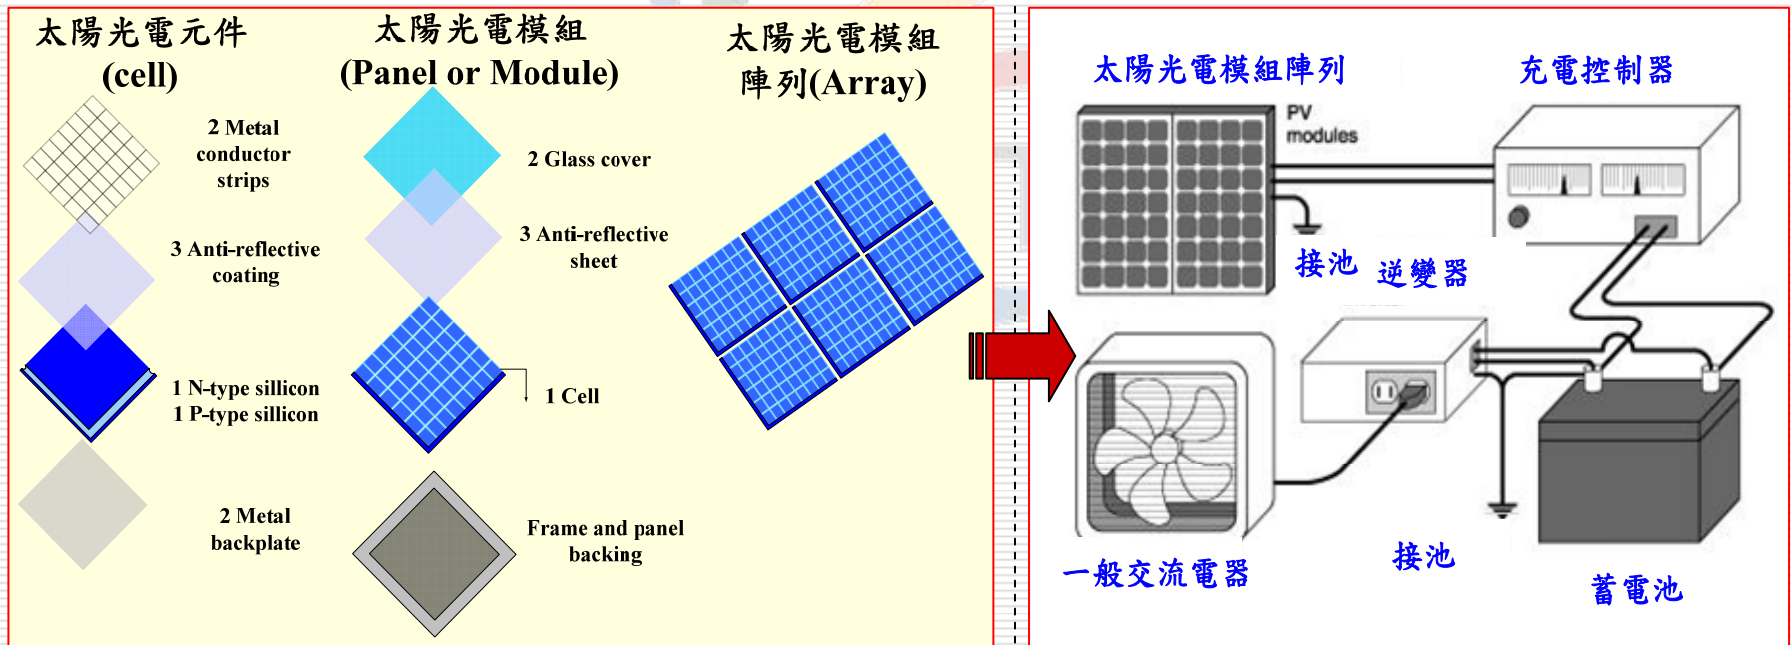 太陽光電元件
(cell)
2 Metal
conductor
strips
3 Anti-reflective
coating
1 N-type sillicon
1 P-type sillicon
2 Metal
backplate
太陽光電模組
(Panel or Module)
2 Glass cover
3 Anti-reflective
sheet
1 Cell
Frame and panel
backing
太陽光電模組
陣列(Array)
太陽光電模組陣列
充電控制器
PV
modules
接池
逆變器
一般交流電器
接池
蓄電池